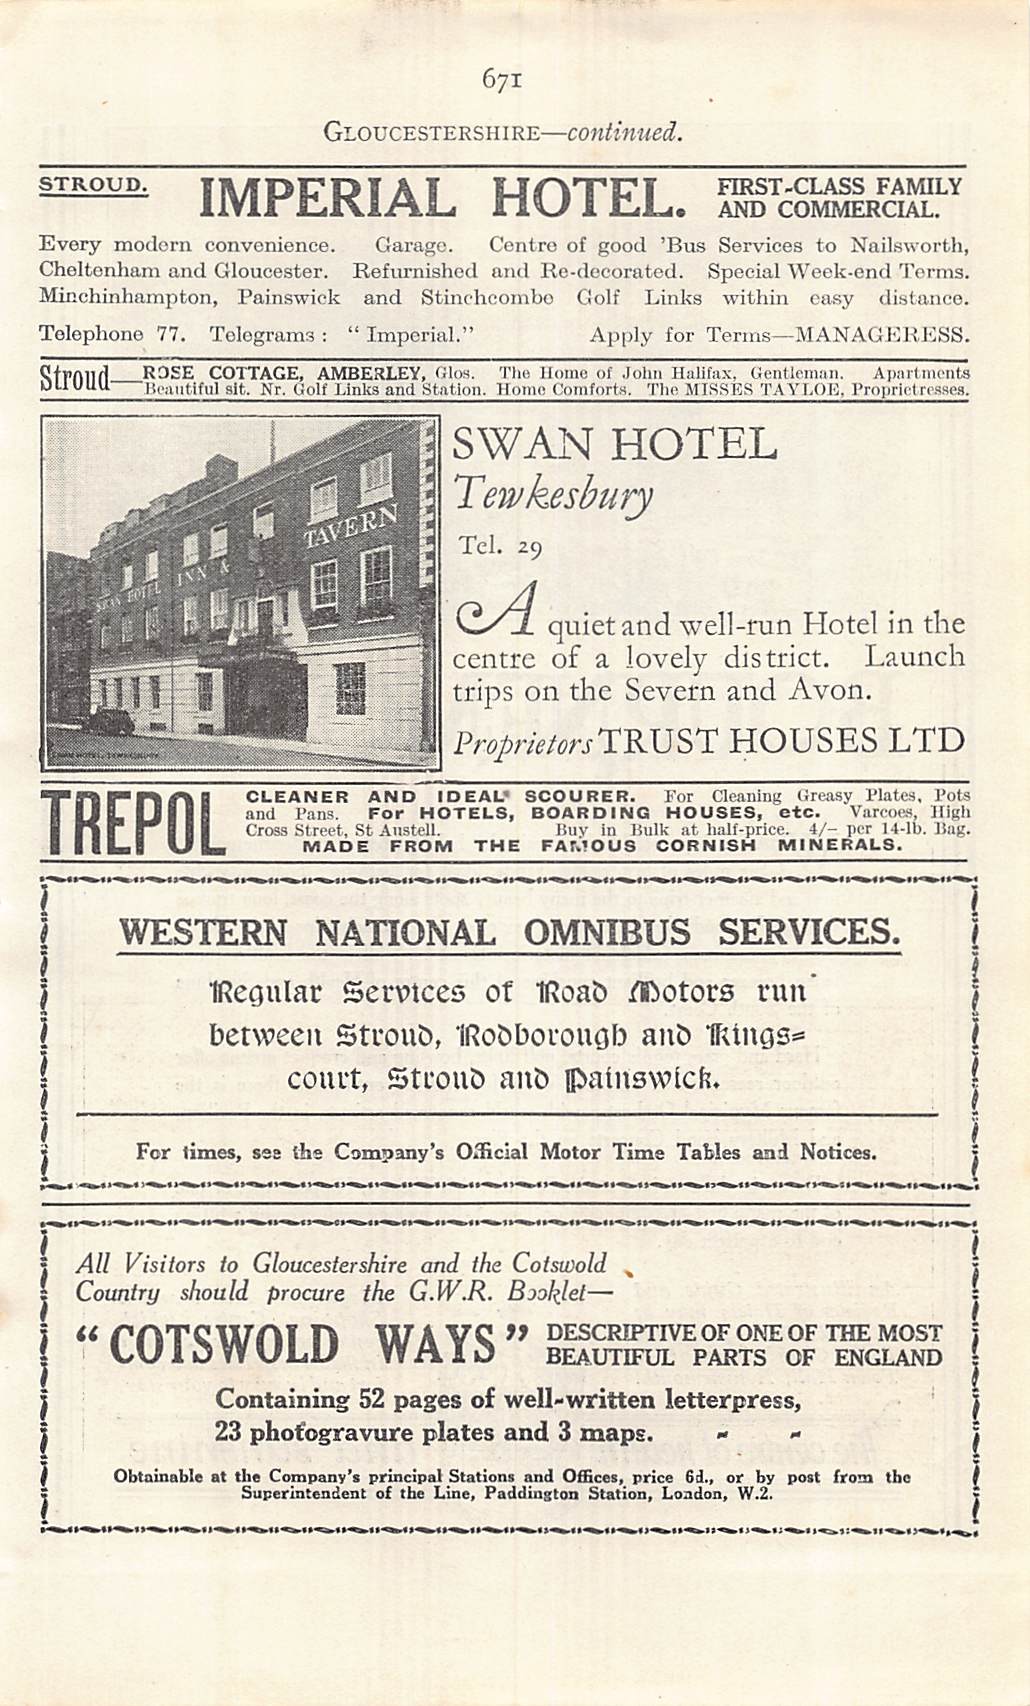 671
GLOUCESTERSHIRE—continued.
STROUD.
IMPERIAL HOTEL.
FIRST-CLASS FAMILY
AND COMMERCIAL.
Every modern convenience. Garage. Centre of good 'Bus Services to Nailsworth,
Cheltenham and Gloucester. Refurnished and Re-decorated. Special Week-end Terms.
Minchinhampton, Painswick and Stinchcombe Golf Links within easy distance.
Telephone 77. Telegrams: "Imperial." Apply for Terms—MANAGERESS.
Stroud—ROSE COTTAGE, AMBERLEY, Glos. The Home of John Halifax, Gentleman. Apartments
Beautiful sit. Nr. Golf Links and Station. Home Comforts. The MISSES TAYLOE, Proprietresses.
SWAN HOTEL INN & TAVERN
SWAN HOTEL, TEWKESBURY
SWAN HOTEL
Tewkesbury
Tel. 29
A quiet and well-run Hotel in the
centre of a lovely district. Launch
trips on the Severn and Avon.
Proprietors TRUST HOUSES LTD
TREPOL
CLEANER AND IDEAL SCOURER. For Cleaning Greasy Plates, Pots
and Pans. For HOTELS, BOARDING HOUSES, etc. Varcoes, High
Cross Street, St Austell. Buy in Bulk at half-price. 4/- per 14-lb. Bag.
MADE FROM THE FAMOUS CORNISH MINERALS.
WESTERN NATIONAL OMNIBUS SERVICES.
Regular Services of Road Motors run
between Stroud, Rodborough and Kings=
court, Stroud and Painswick.
For times, see the Company's Official Motor Time Tables and Notices.
All Visitors to Gloucestershire and the Cotswold
Country should procure the G.W.R. Booklet—
"COTSWOLD WAYS"
DESCRIPTIVE OF ONE OF THE MOST
BEAUTIFUL PARTS OF ENGLAND
Containing 52 pages of well-written letterpress,
23 photogravure plates and 3 maps. - -
Obtainable at the Company's principal Stations and Offices, price 6d., or by post from the
Superintendent of the Line, Paddington Station, London, W.2.